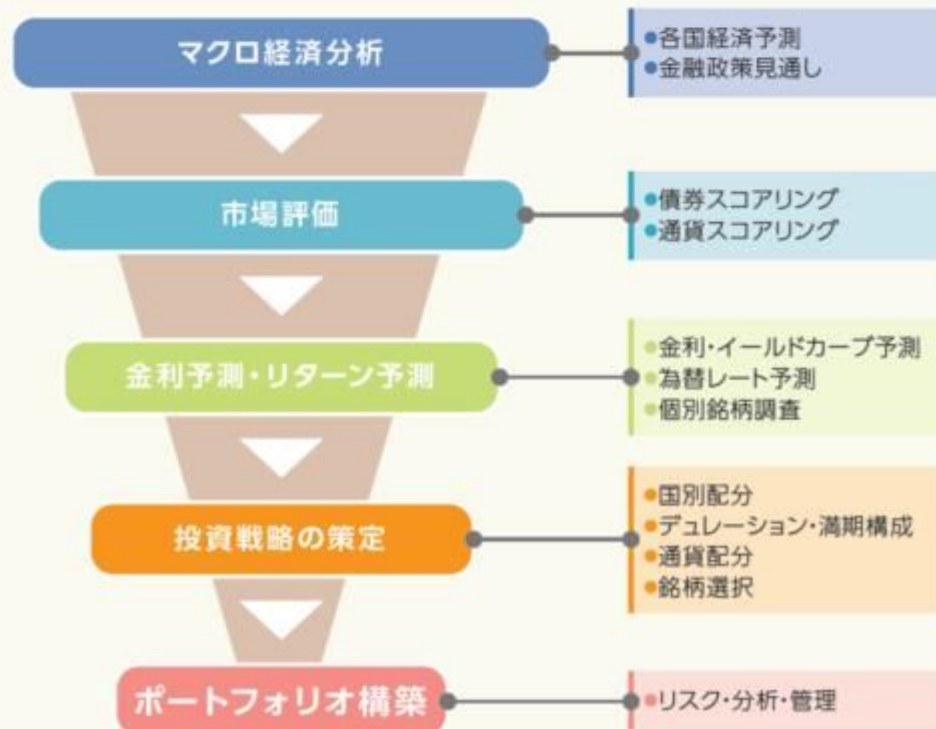 マクロ経済分析
●各国経済予測
●金融政策見通し
市場評価
●債券スコアリング
●通貨スコアリング
金利予測・リターン予測
●金利・イールドカーブ予測
●為替レート予測
●個別銘柄調査
投資戦略の策定
●国別配分
●デュレーション・満期構成
●通貨配分
●銘柄選択
ポートフォリオ構築
●リスク・分析・管理